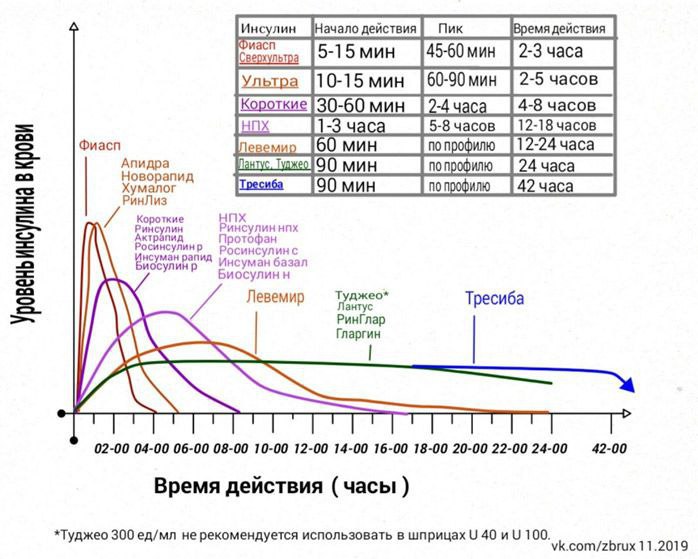 Инсулин Начало действия Пик Время действия
Фиасп
Сверхультра 5-15 мин 45-60 мин 2-3 часа
Ультра 10-15 мин 60-90 мин 2-5 часов
Короткие 30-60 мин 2-4 часа 4-8 часов
НПХ 1-3 часа 5-8 часов 12-18 часов
Левемир 60 мин по профилю 12-24 часа
Лантус, Туджео 90 мин по профилю 24 часа
Тресиба 90 мин по профилю 42 часа
Уровень инсулина в крови
Фиасп
Апидра
Новорапид
Хумалог
РинЛиз
Короткие
Ринсулин
Актрапид
Росинсулин р
Инсуман рапид
Биосулин р
НПХ
Ринсулин нпх
Протофан
Росинсулин с
Инсуман базал
Биосулин н
Левемир
Туджео*
Лантус
РинГлар
Гларгин
Тресиба
02-00 04-00 06-00 08-00 10-00 12-00 14-00 16-00 18-00 20-00 22-00 24-00 42-00
Время действия ( часы )
*Туджео 300 ед/мл не рекомендуется использовать в шприцах U 40 и U 100.
vk.com/zbrux 11.2019